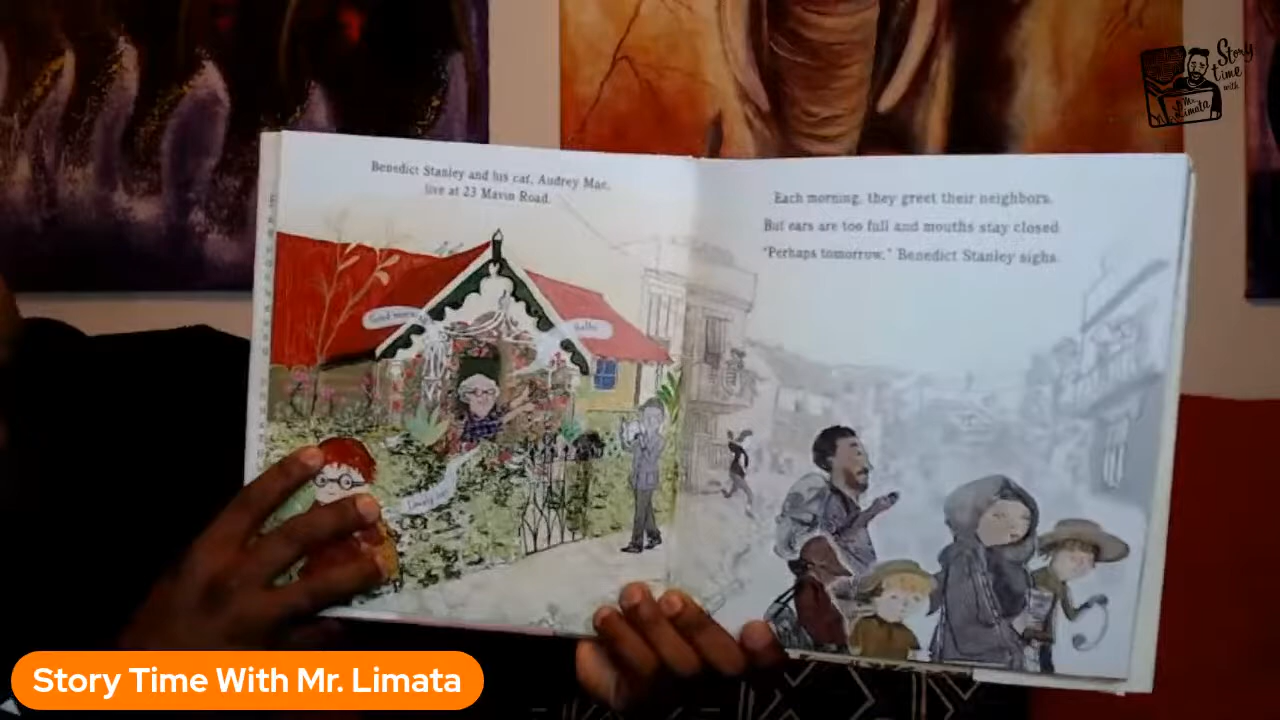 Benedict Stanley and his cat, Audrey Mae,
live at 23 Mavin Road.
Each morning, they greet their neighbors.
But ears are too full and mouths stay closed
"Perhaps tomorrow," Benedict Stanley sighs.
Good morning
Hello
Story
time
with
Mr.
Limata
Story Time With Mr. Limata